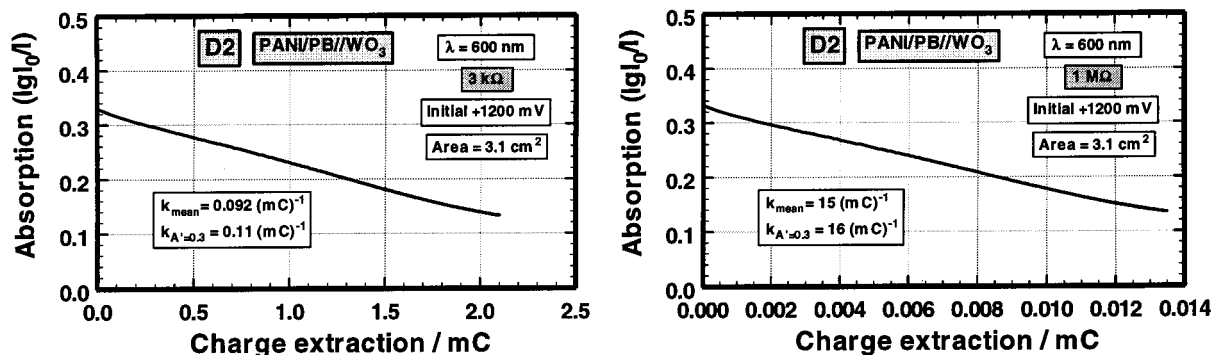 Absorption (lgI0/I)
0.5
0.4
0.3
0.2
0.1
0.0
D2
PANI/PB//WO3
λ = 600 nm
3 kΩ
Initial +1200 mV
Area = 3.1 cm2
kmean = 0.092 (mC)-1
kA'=0.3 = 0.11 (mC)-1
0.0 0.5 1.0 1.5 2.0 2.5
Charge extraction / mC
Absorption (lgI0/I)
0.5
0.4
0.3
0.2
0.1
0.0
D2
PANI/PB//WO3
λ = 600 nm
1 MΩ
Initial +1200 mV
Area = 3.1 cm2
kmean = 15 (mC)-1
kA'=0.3 = 16 (mC)-1
0.000 0.002 0.004 0.006 0.008 0.010 0.012 0.014
Charge extraction / mC